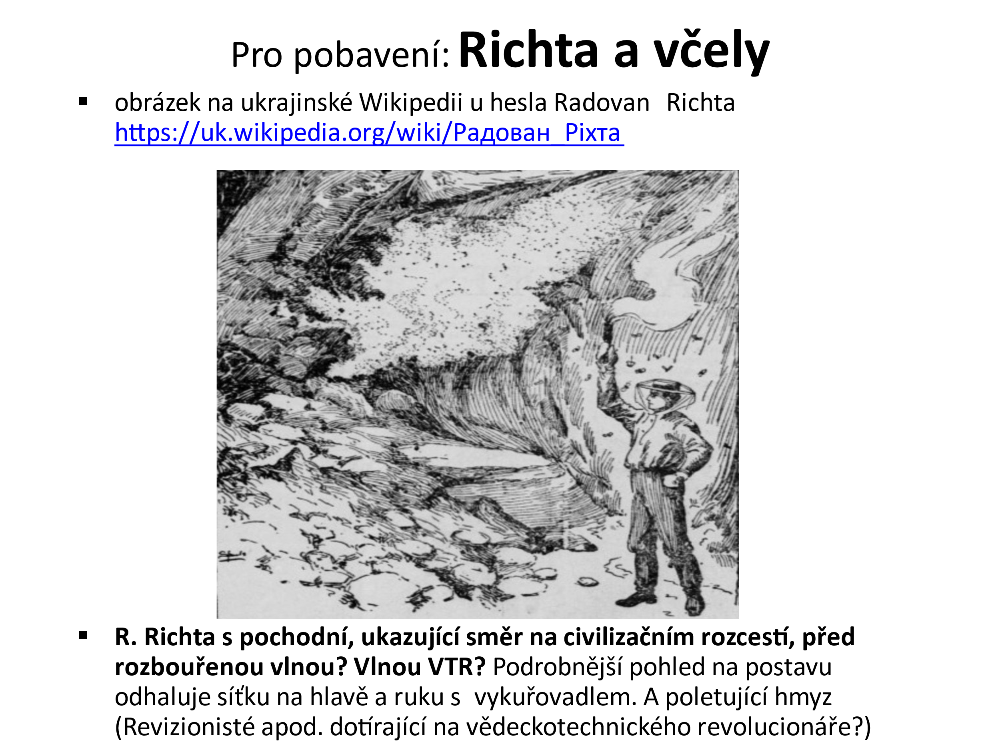 Pro pobavení: Richta a včely
▪ obrázek na ukrajinské Wikipedii u hesla Radovan Richta
https://uk.wikipedia.org/wiki/Радован_Ріхта
▪ R. Richta s pochodní, ukazující směr na civilizačním rozcestí, před
rozbouřenou vlnou? Vlnou VTR? Podrobnější pohled na postavu
odhaluje síťku na hlavě a ruku s vykuřovadlem. A poletující hmyz
(Revizionisté apod. dotírající na vědeckotechnického revolucionáře?)